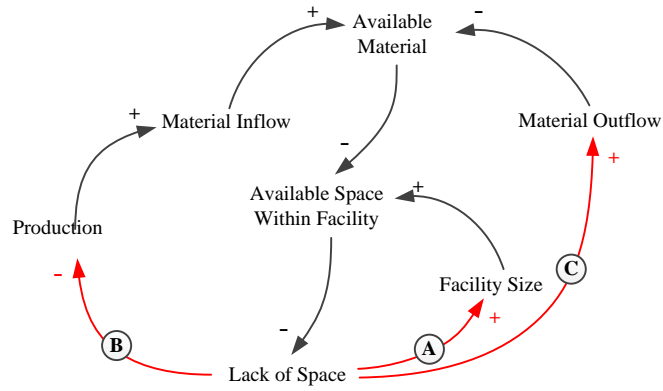 +
Available
Material
-
+
Material Inflow
Material Outflow
+
-
Available Space
Within Facility
+
Production
-
C
Facility Size
+
-
B
A
Lack of Space